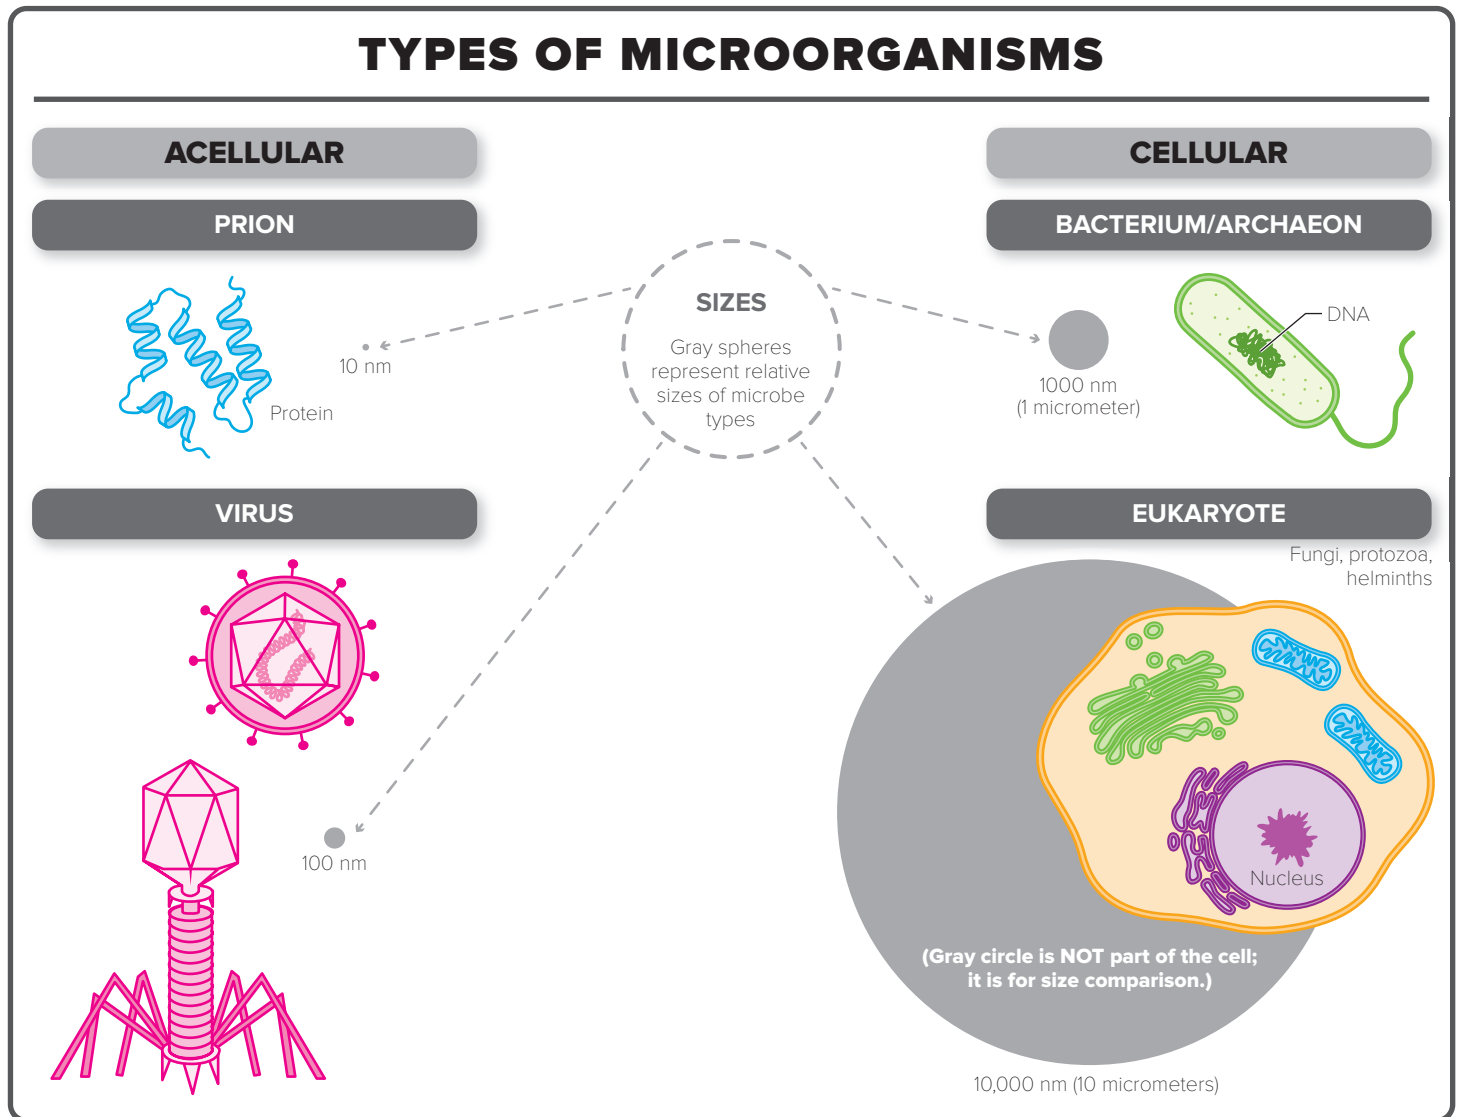 TYPES OF MICROORGANISMS
ACELLULAR
PRION
Protein
10 nm
VIRUS
100 nm
SIZES
Gray spheres
represent relative
sizes of microbe
types
CELLULAR
BACTERIUM/ARCHAEON
1000 nm
(1 micrometer)
DNA
EUKARYOTE
Fungi, protozoa,
helminths
Nucleus
(Gray circle is NOT part of the cell;
it is for size comparison.)
10,000 nm (10 micrometers)